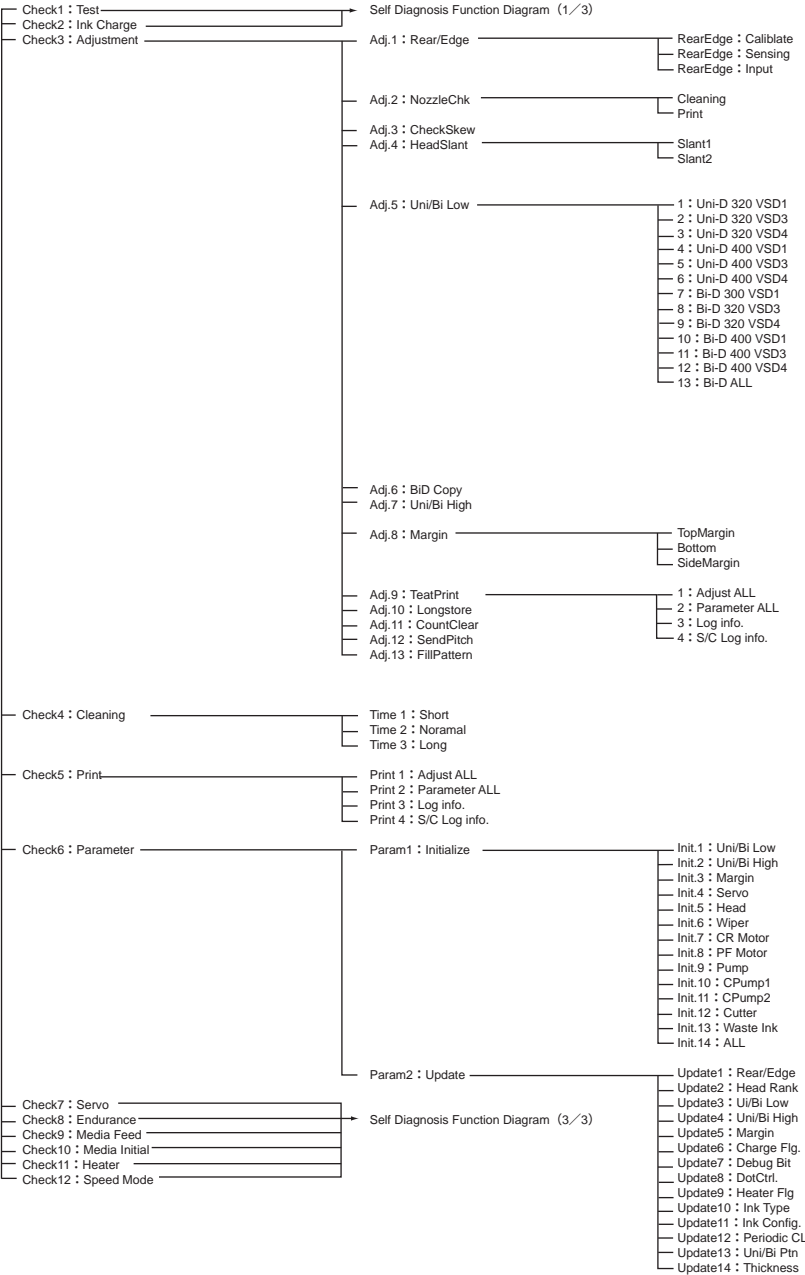 Check1：Test
Self Diagnosis Function Diagram（1／3）
Check2：Ink Charge
Check3：Adjustment
Adj.1：Rear/Edge
RearEdge：Caliblate
RearEdge：Sensing
RearEdge：Input
Adj.2：NozzleChk
Cleaning
Print
Adj.3：CheckSkew
Adj.4：HeadSlant
Slant1
Slant2
Adj.5：Uni/Bi Low
1：Uni-D 320 VSD1
2：Uni-D 320 VSD3
3：Uni-D 320 VSD4
4：Uni-D 400 VSD1
5：Uni-D 400 VSD3
6：Uni-D 400 VSD4
7：Bi-D 300 VSD1
8：Bi-D 320 VSD3
9：Bi-D 320 VSD4
10：Bi-D 400 VSD1
11：Bi-D 400 VSD3
12：Bi-D 400 VSD4
13：Bi-D ALL
Adj.6：BiD Copy
Adj.7：Uni/Bi High
Adj.8：Margin
TopMargin
Bottom
SideMargin
Adj.9：TeatPrint
1：Adjust ALL
2：Parameter ALL
3：Log info.
4：S/C Log info.
Adj.10：Longstore
Adj.11：CountClear
Adj.12：SendPitch
Adj.13：FillPattern
Check4：Cleaning
Time 1：Short
Time 2：Noramal
Time 3：Long
Check5：Print
Print 1：Adjust ALL
Print 2：Parameter ALL
Print 3：Log info.
Print 4：S/C Log info.
Check6：Parameter
Param1：Initialize
Init.1：Uni/Bi Low
Init.2：Uni/Bi High
Init.3：Margin
Init.4：Servo
Init.5：Head
Init.6：Wiper
Init.7：CR Motor
Init.8：PF Motor
Init.9：Pump
Init.10：CPump1
Init.11：CPump2
Init.12：Cutter
Init.13：Waste Ink
Init.14：ALL
Param2：Update
Update1：Rear/Edge
Update2：Head Rank
Update3：Ui/Bi Low
Update4：Uni/Bi High
Update5：Margin
Update6：Charge Flg.
Update7：Debug Bit
Update8：DotCtrl.
Update9：Heater Flg
Update10：Ink Type
Update11：Ink Config.
Update12：Periodic CL
Update13：Uni/Bi Ptn
Update14：Thickness
Check7：Servo
Check8：Endurance
Self Diagnosis Function Diagram（3／3）
Check9：Media Feed
Check10：Media Initial
Check11：Heater
Check12：Speed Mode